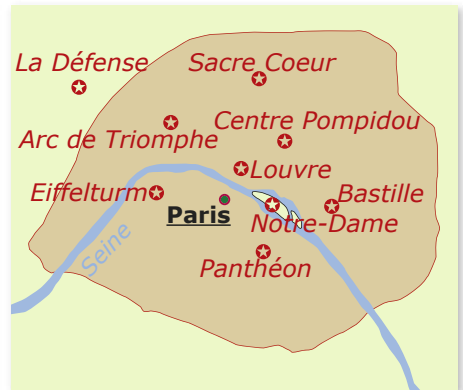 La Défense
Sacre Coeur
Arc de Triomphe
Centre Pompidou
Louvre
Eiffelturm
Bastille
Paris
Notre-Dame
Seine
Panthéon